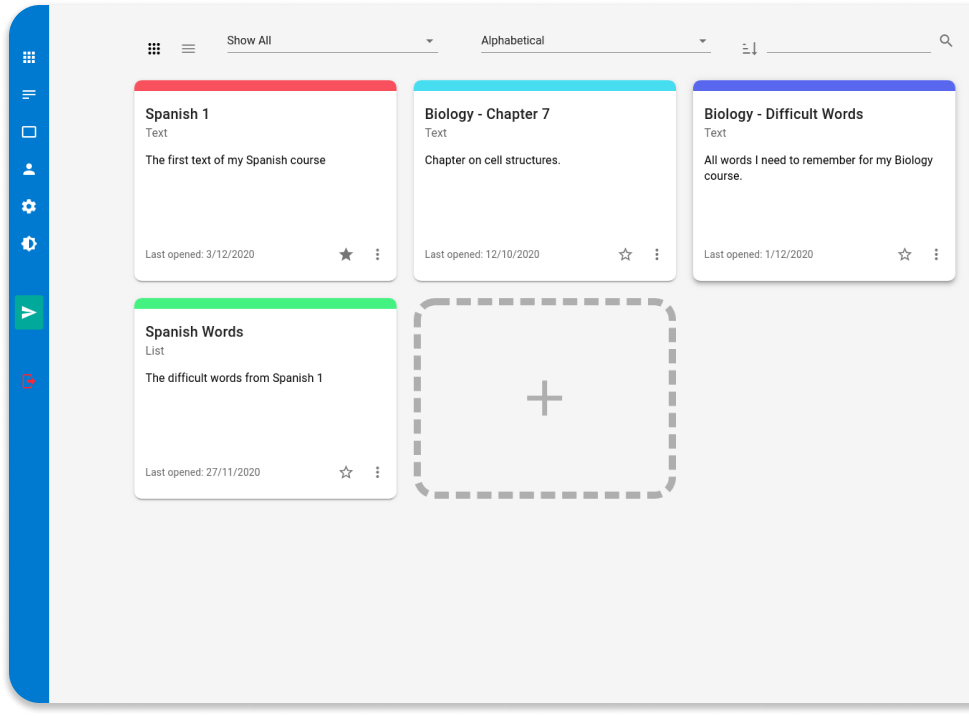 Show All
Alphabetical
Spanish 1
Text
The first text of my Spanish course
Last opened: 3/12/2020
Biology - Chapter 7
Text
Chapter on cell structures.
Last opened: 12/10/2020
Biology - Difficult Words
Text
All words I need to remember for my Biology
course.
Last opened: 1/12/2020
Spanish Words
List
The difficult words from Spanish 1
Last opened: 27/11/2020